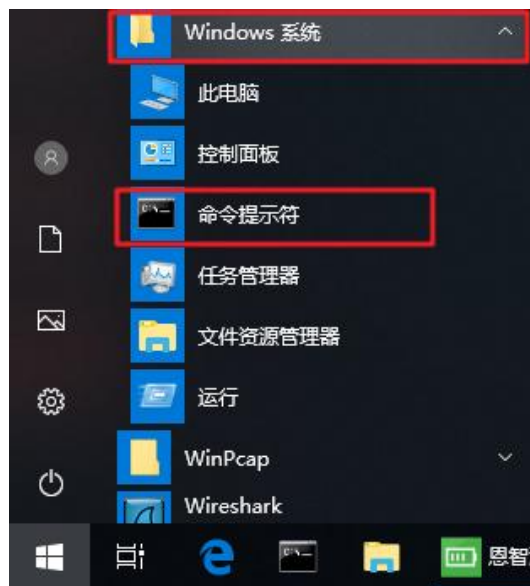 Windows 系统
此电脑
控制面板
命令提示符
任务管理器
文件资源管理器
运行
WinPcap
Wireshark
恩智